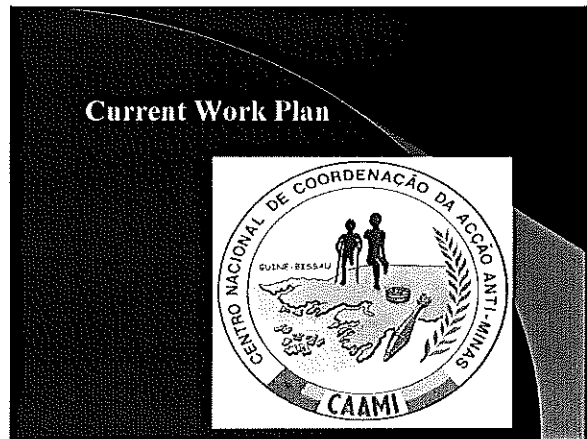 Current Work Plan
CENTRO NACIONAL DE COORDENAÇÃO DA ACÇÃO ANTI-MINAS
GUINE-BISSAU
CAAMI